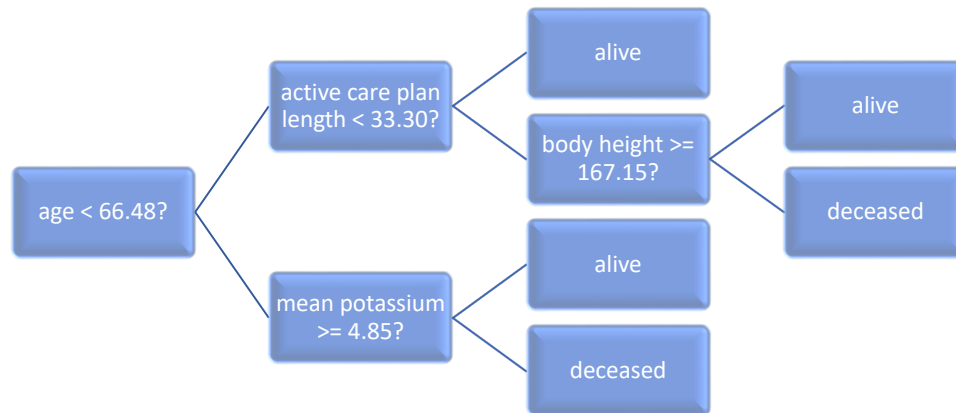 age < 66.48?
active care plan
length < 33.30?
alive
body height >=
167.15?
alive
deceased
mean potassium
>= 4.85?
alive
deceased